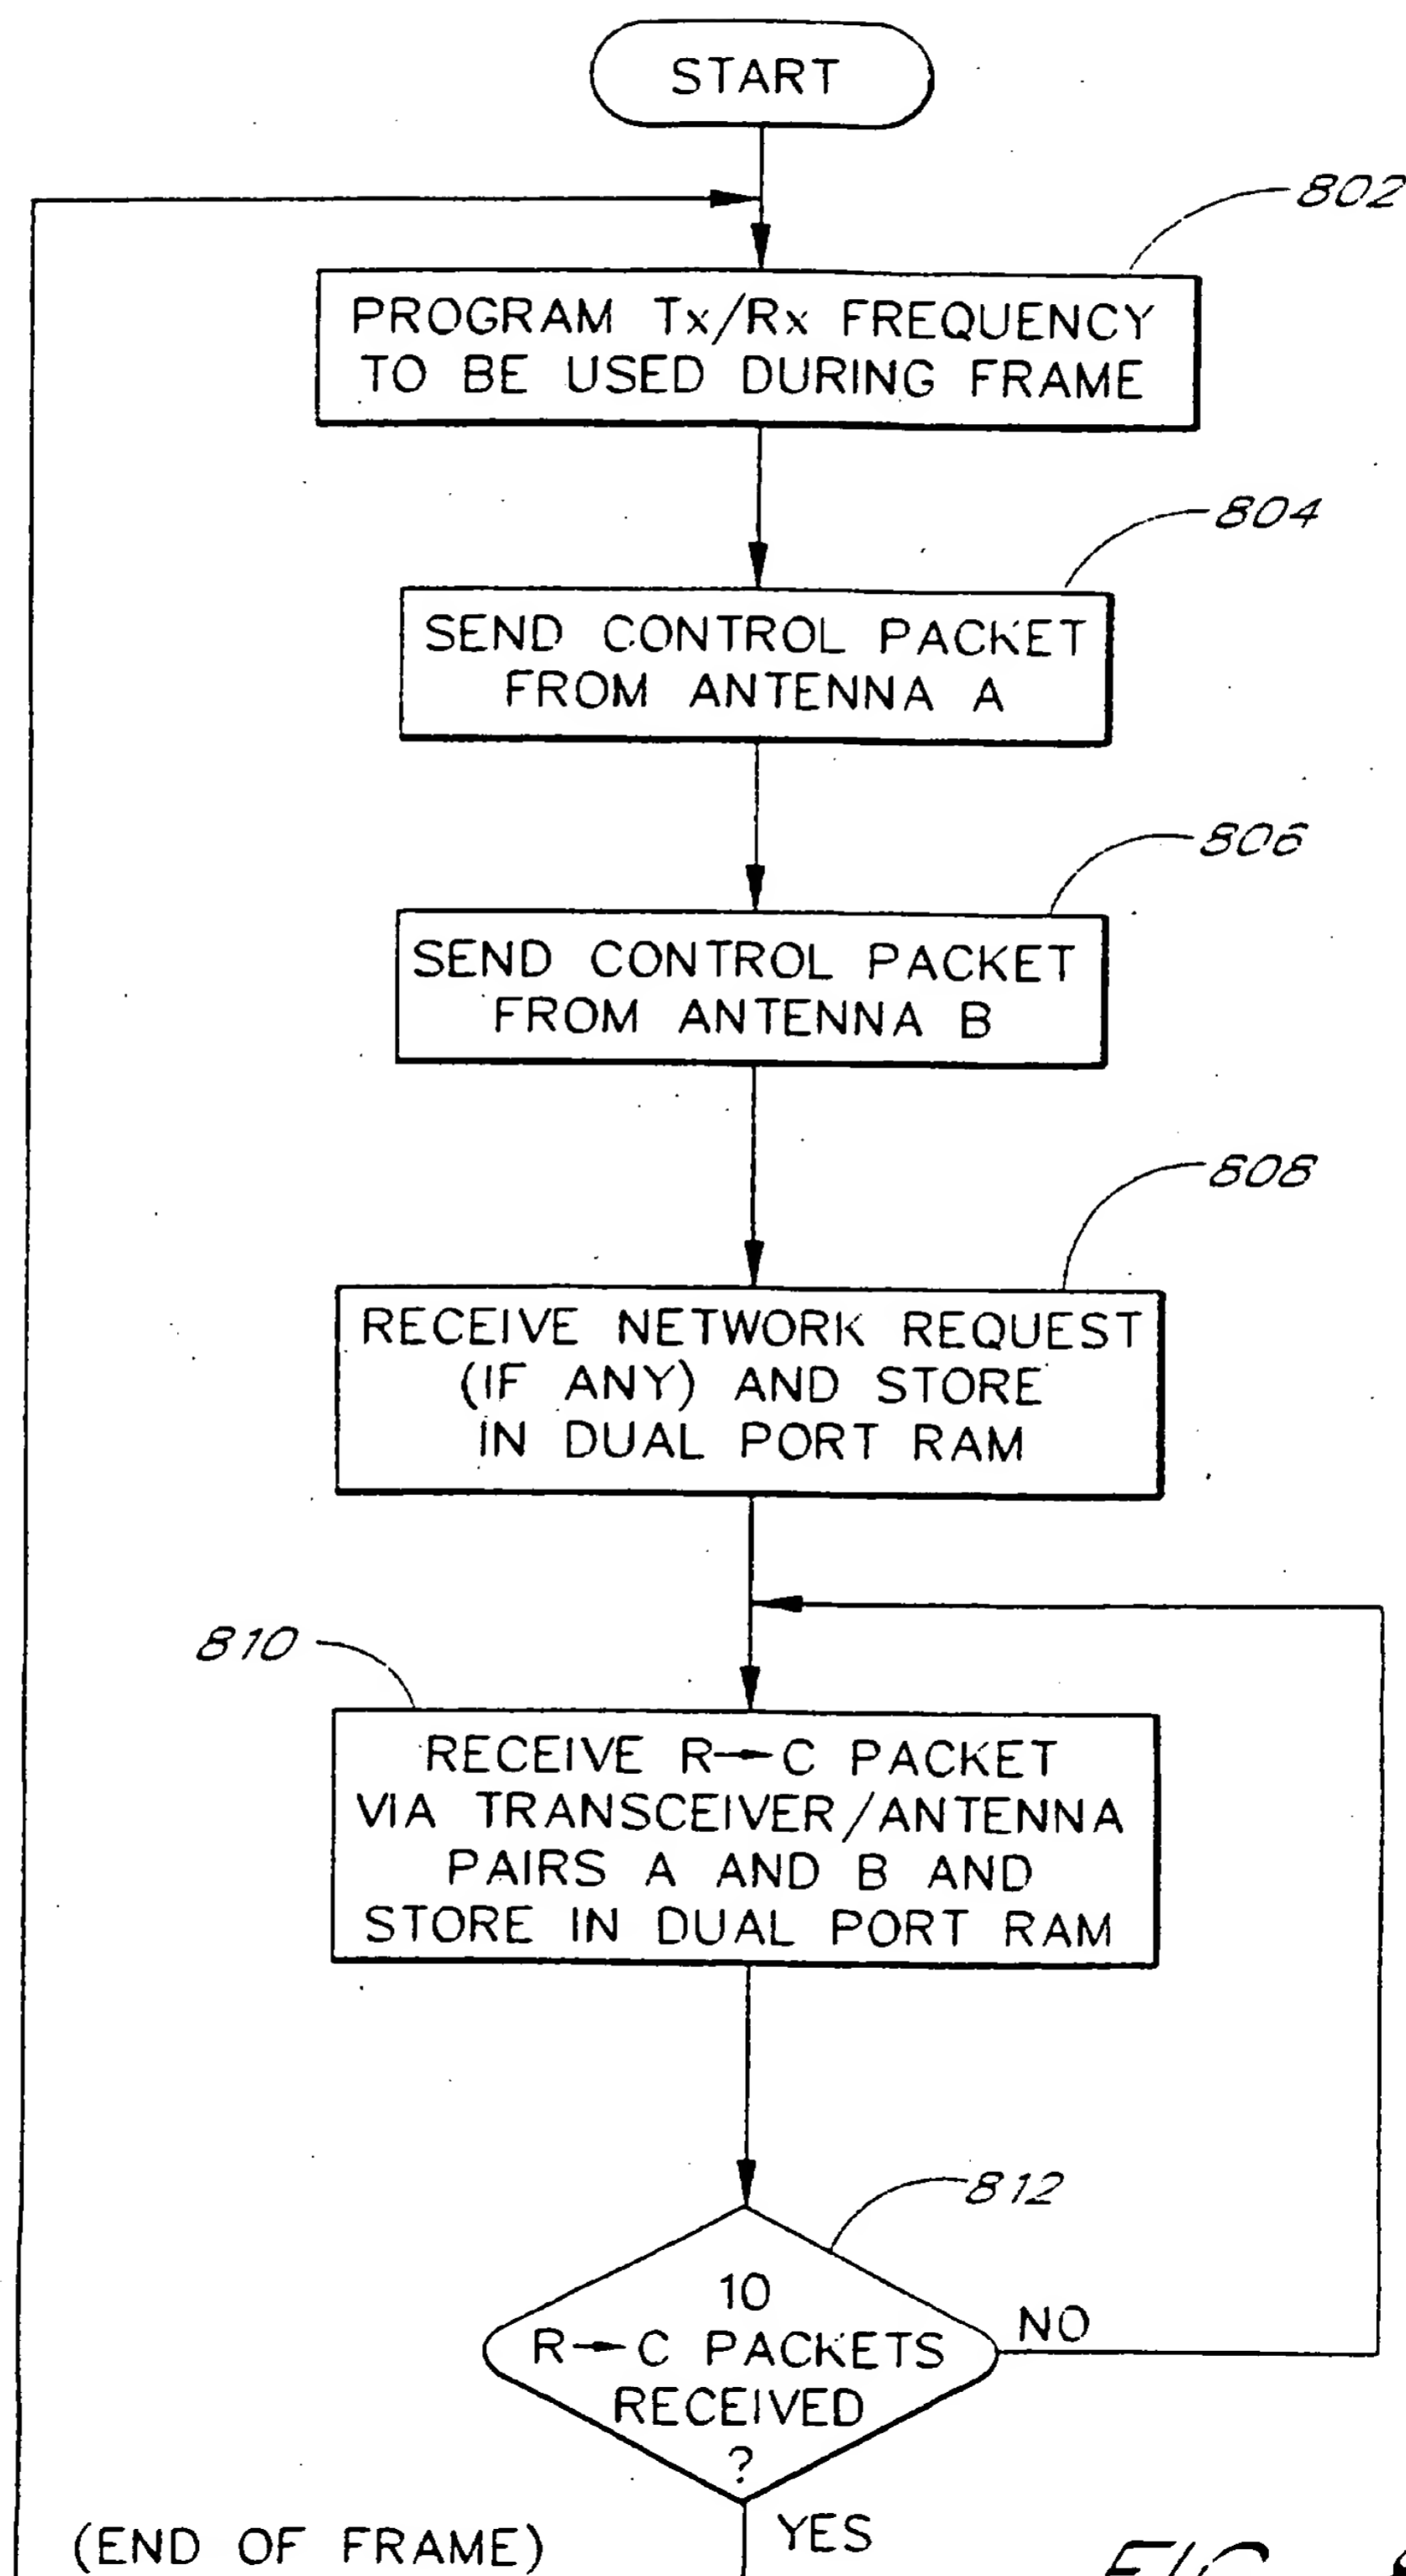 START
802
PROGRAM Tx/Rx FREQUENCY
TO BE USED DURING FRAME
804
SEND CONTROL PACKET
FROM ANTENNA A
806
SEND CONTROL PACKET
FROM ANTENNA B
808
RECEIVE NETWORK REQUEST
(IF ANY) AND STORE
IN DUAL PORT RAM
810
RECEIVE R→C PACKET
VIA TRANSCEIVER/ANTENNA
PAIRS A AND B AND
STORE IN DUAL PORT RAM
812
10
R→C PACKETS
RECEIVED
?
NO
YES
(END OF FRAME)
FIG.